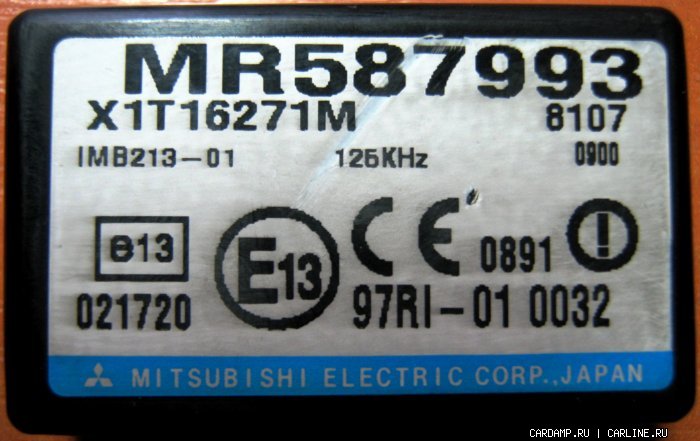 MR587993
X1T16271M 8107
IMB213-01 125KHz 0900
e13 E13 CE 0891
021720 97RI-01 0032
MITSUBISHI ELECTRIC CORP.,JAPAN
CARDAMP.RU | CARLINE.RU